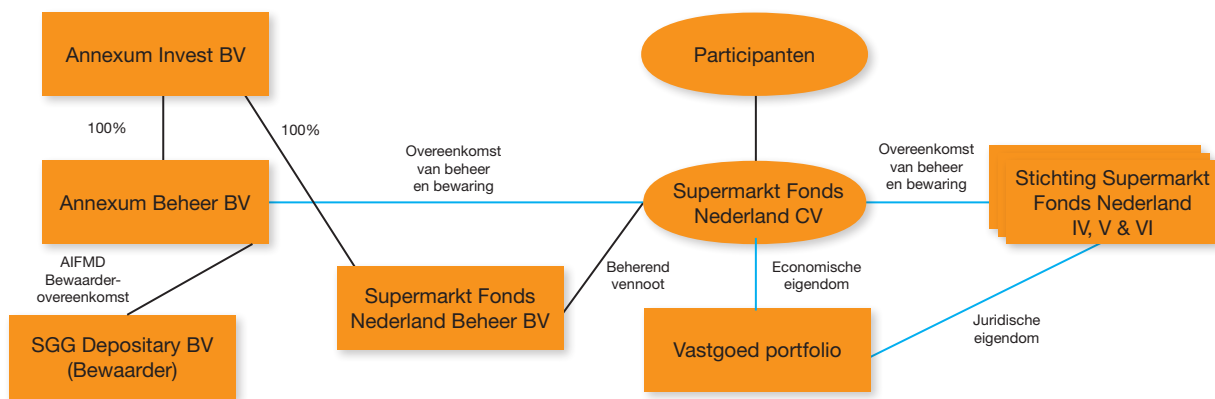 Annexum Invest BV
Participanten
100%
100%
Overeenkomst
van beheer
en bewaring
Overeenkomst
van beheer
en bewaring
Annexum Beheer BV
Supermarkt Fonds
Nederland CV
Stichting Supermarkt
Fonds Nederland
IV, V & VI
AIFMD
Bewaarder-
overeenkomst
Beherend
vennoot
Economische
eigendom
Supermarkt Fonds
Nederland Beheer BV
Juridische
eigendom
SGG Depositary BV
(Bewaarder)
Vastgoed portfolio